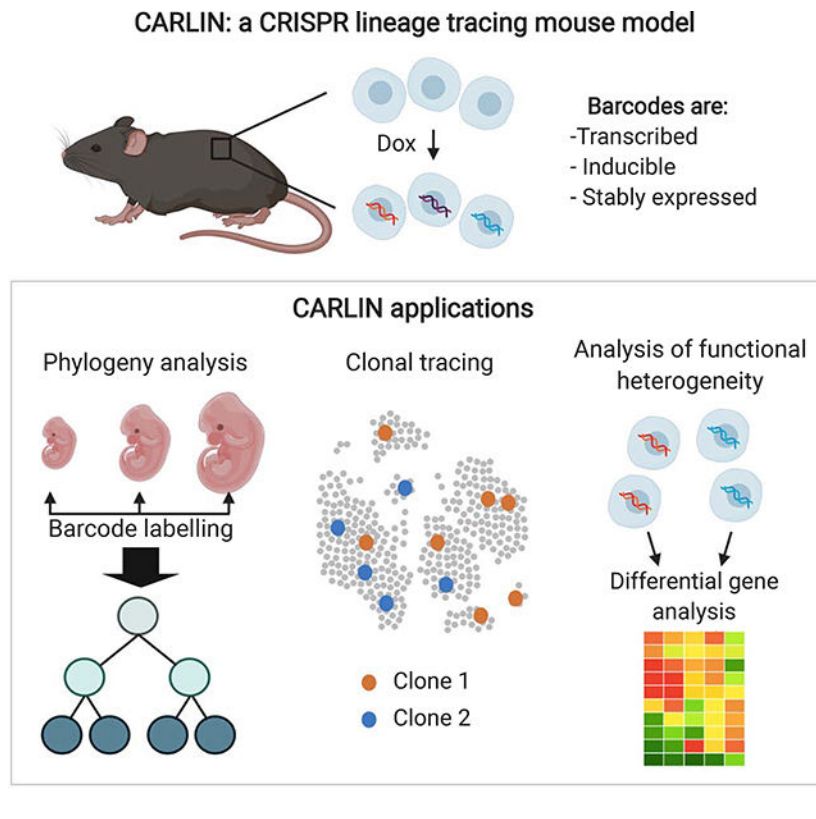 CARLIN: a CRISPR lineage tracing mouse model
Dox
Barcodes are:
-Transcribed
- Inducible
- Stably expressed
CARLIN applications
Phylogeny analysis
Barcode labelling
Clonal tracing
Clone 1
Clone 2
Analysis of functional
heterogeneity
Differential gene
analysis